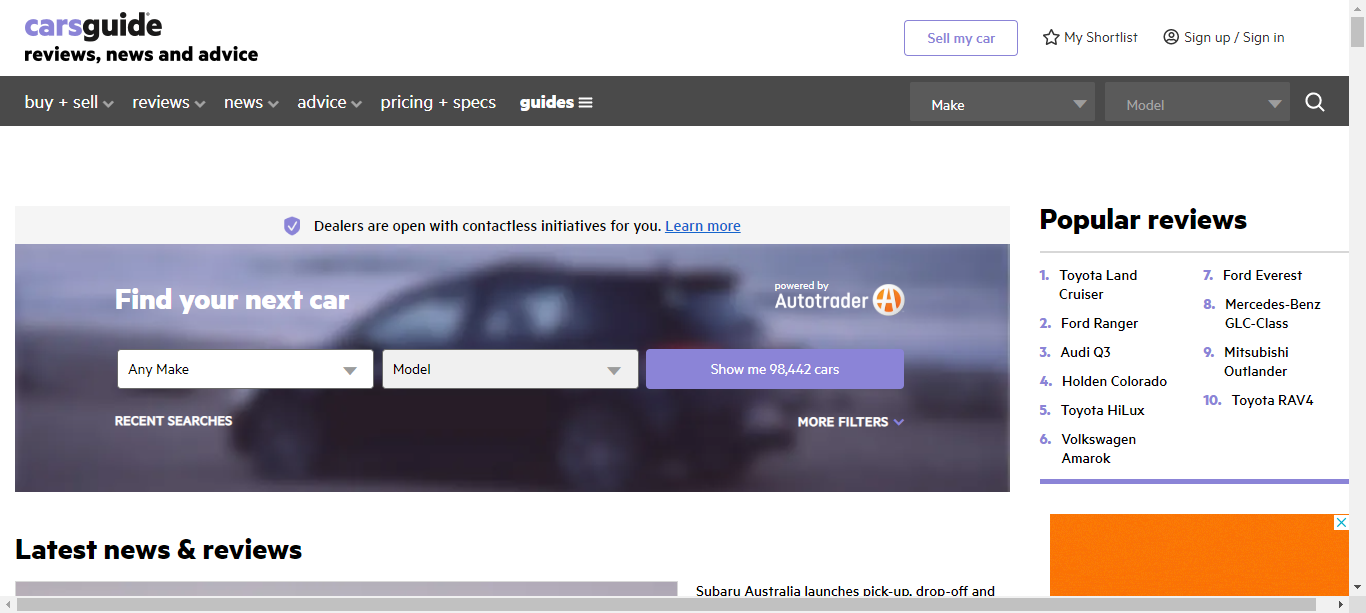 carsguide
reviews, news and advice
Sell my car
My Shortlist
Sign up / Sign in
buy + sell
reviews
news
advice
pricing + specs
guides
Make
Model
Dealers are open with contactless initiatives for you. Learn more
Find your next car
powered by
Autotrader
Any Make
Model
Show me 98,442 cars
RECENT SEARCHES
MORE FILTERS
Popular reviews
1. Toyota Land
Cruiser
2. Ford Ranger
3. Audi Q3
4. Holden Colorado
5. Toyota HiLux
6. Volkswagen
Amarok
7. Ford Everest
8. Mercedes-Benz
GLC-Class
9. Mitsubishi
Outlander
10. Toyota RAV4
Latest news & reviews
Subaru Australia launches pick-up, drop-off and